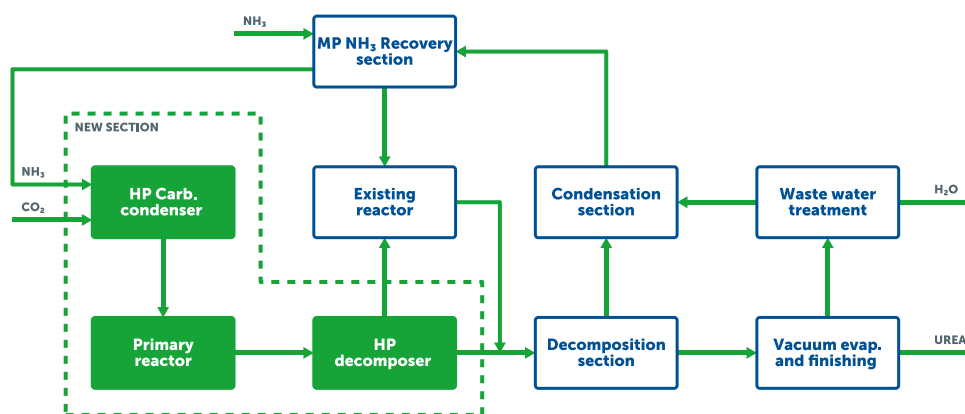 NH₃
MP NH₃ Recovery
section
NEW SECTION
NH₃
CO₂
HP Carb.
condenser
Existing
reactor
Condensation
section
Waste water
treatment
H₂O
Primary
reactor
HP
decomposer
Decomposition
section
Vacuum evap.
and finishing
UREA